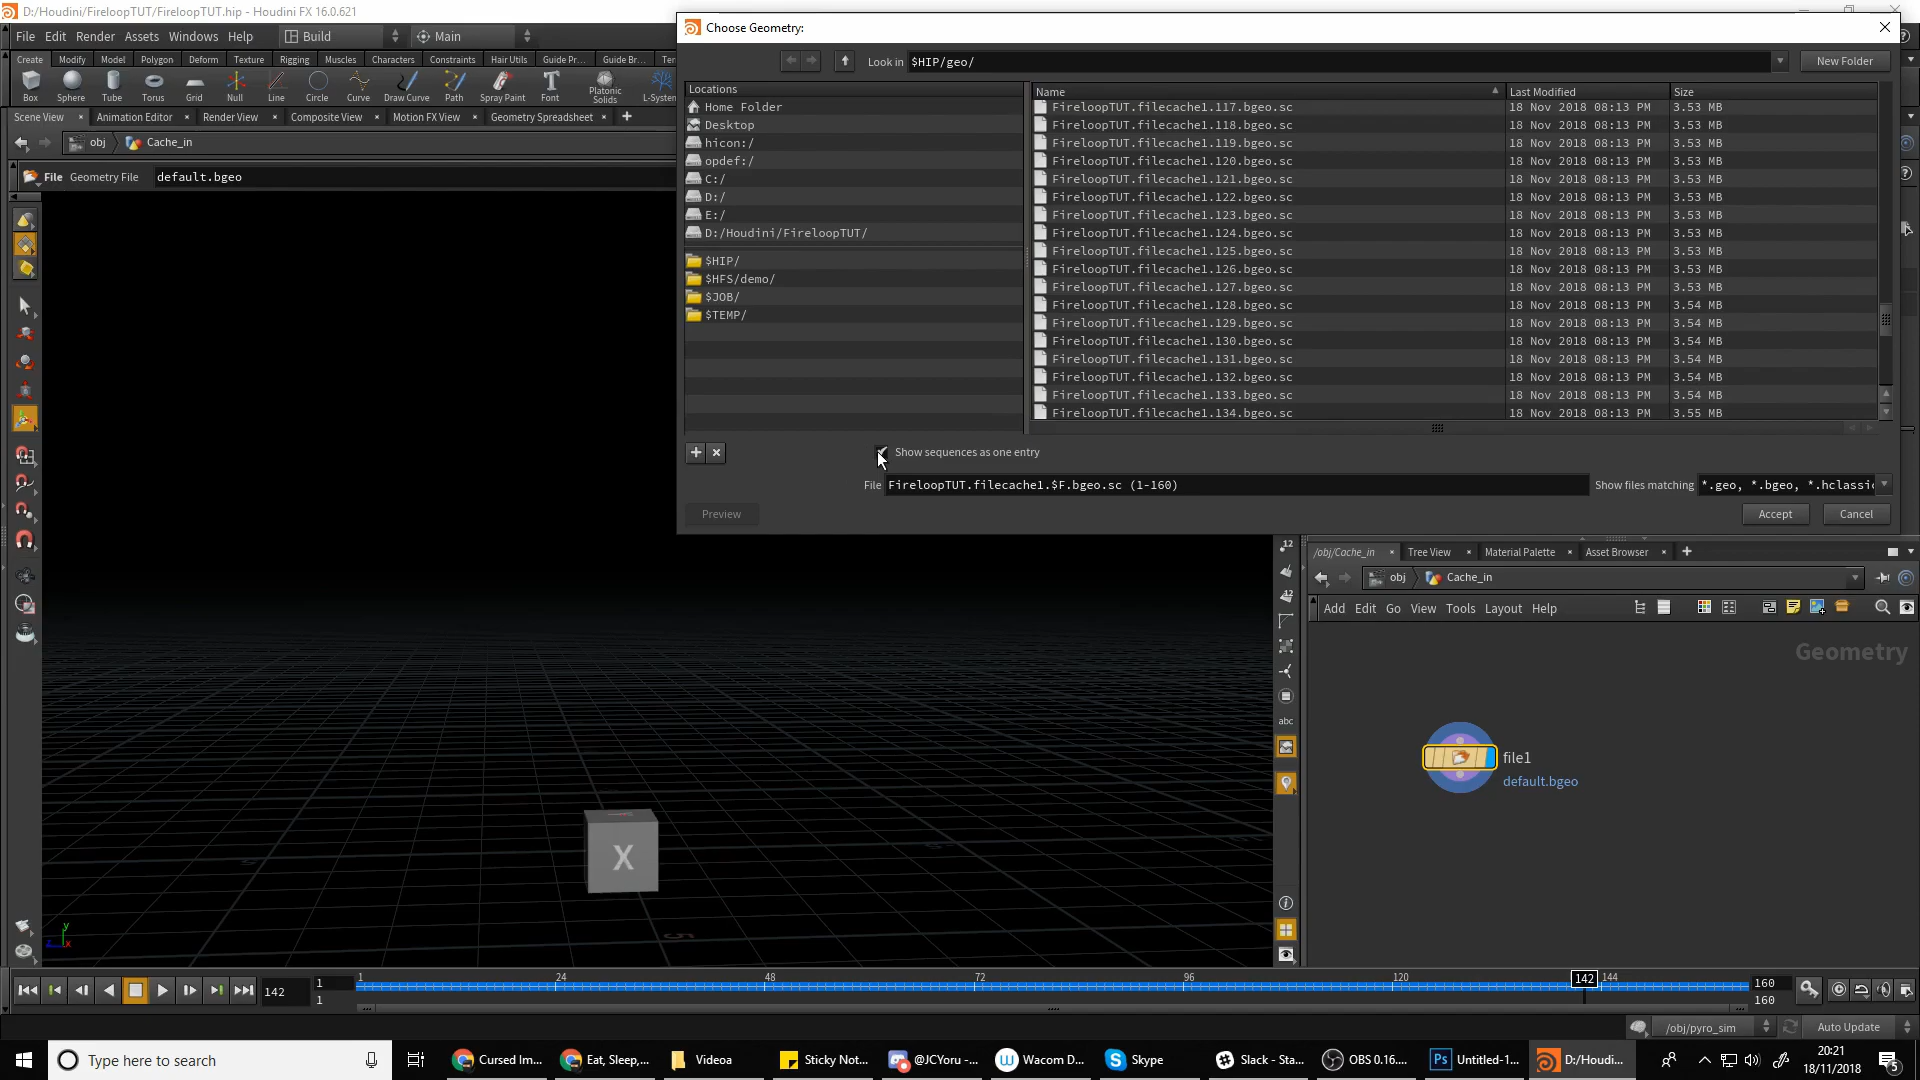 D:/Houdini/FireloopTUT/FireloopTUT.hip - Houdini FX 16.0.621
File Edit Render Assets Windows Help Build Main
Create Modify Model Polygon Deform Texture Rigging Muscles Characters Constraints Hair Utils Guide Pr... Guide Br...
Box Sphere Tube Torus Grid Null Line Circle Curve Draw Curve Path Spray Paint Font Platonic Solids L-System
Scene View Animation Editor Render View Composite View Motion FX View Geometry Spreadsheet
obj Cache_in
File Geometry File default.bgeo
Choose Geometry:
Look in $HIP/geo/ New Folder
Locations
Home Folder
Desktop
hicon:/
opdef:/
C:/
D:/
E:/
D:/Houdini/FireloopTUT/
$HIP/
$HFS/demo/
$JOB/
$TEMP/
Name Last Modified Size
FireloopTUT.filecache1.117.bgeo.sc 18 Nov 2018 08:13 PM 3.53 MB
FireloopTUT.filecache1.118.bgeo.sc 18 Nov 2018 08:13 PM 3.53 MB
FireloopTUT.filecache1.119.bgeo.sc 18 Nov 2018 08:13 PM 3.53 MB
FireloopTUT.filecache1.120.bgeo.sc 18 Nov 2018 08:13 PM 3.53 MB
FireloopTUT.filecache1.121.bgeo.sc 18 Nov 2018 08:13 PM 3.53 MB
FireloopTUT.filecache1.122.bgeo.sc 18 Nov 2018 08:13 PM 3.53 MB
FireloopTUT.filecache1.123.bgeo.sc 18 Nov 2018 08:13 PM 3.53 MB
FireloopTUT.filecache1.124.bgeo.sc 18 Nov 2018 08:13 PM 3.53 MB
FireloopTUT.filecache1.125.bgeo.sc 18 Nov 2018 08:13 PM 3.53 MB
FireloopTUT.filecache1.126.bgeo.sc 18 Nov 2018 08:13 PM 3.53 MB
FireloopTUT.filecache1.127.bgeo.sc 18 Nov 2018 08:13 PM 3.53 MB
FireloopTUT.filecache1.128.bgeo.sc 18 Nov 2018 08:13 PM 3.54 MB
FireloopTUT.filecache1.129.bgeo.sc 18 Nov 2018 08:13 PM 3.54 MB
FireloopTUT.filecache1.130.bgeo.sc 18 Nov 2018 08:13 PM 3.54 MB
FireloopTUT.filecache1.131.bgeo.sc 18 Nov 2018 08:13 PM 3.54 MB
FireloopTUT.filecache1.132.bgeo.sc 18 Nov 2018 08:13 PM 3.54 MB
FireloopTUT.filecache1.133.bgeo.sc 18 Nov 2018 08:13 PM 3.54 MB
FireloopTUT.filecache1.134.bgeo.sc 18 Nov 2018 08:13 PM 3.55 MB
Show sequences as one entry
File FireloopTUT.filecache1.$F.bgeo.sc (1-160) Show files matching *.geo, *.bgeo, *.hclassic
Preview Accept Cancel
/obj/Cache_in Tree View Material Palette Asset Browser
obj Cache_in
Add Edit Go View Tools Layout Help
Geometry
file1
default.bgeo
12
12
abc
X
y
z x
142 1 1 24 48 72 96 120 142 144 160
1 160
/obj/pyro_sim Auto Update
Type here to search Cursed Im... Eat, Sleep,... Videoa Sticky Not... @JCYoru -... Wacom D... Skype Slack - Sta... OBS 0.16.... Untitled-1... D:/Houdi...
20:21
18/11/2018
5